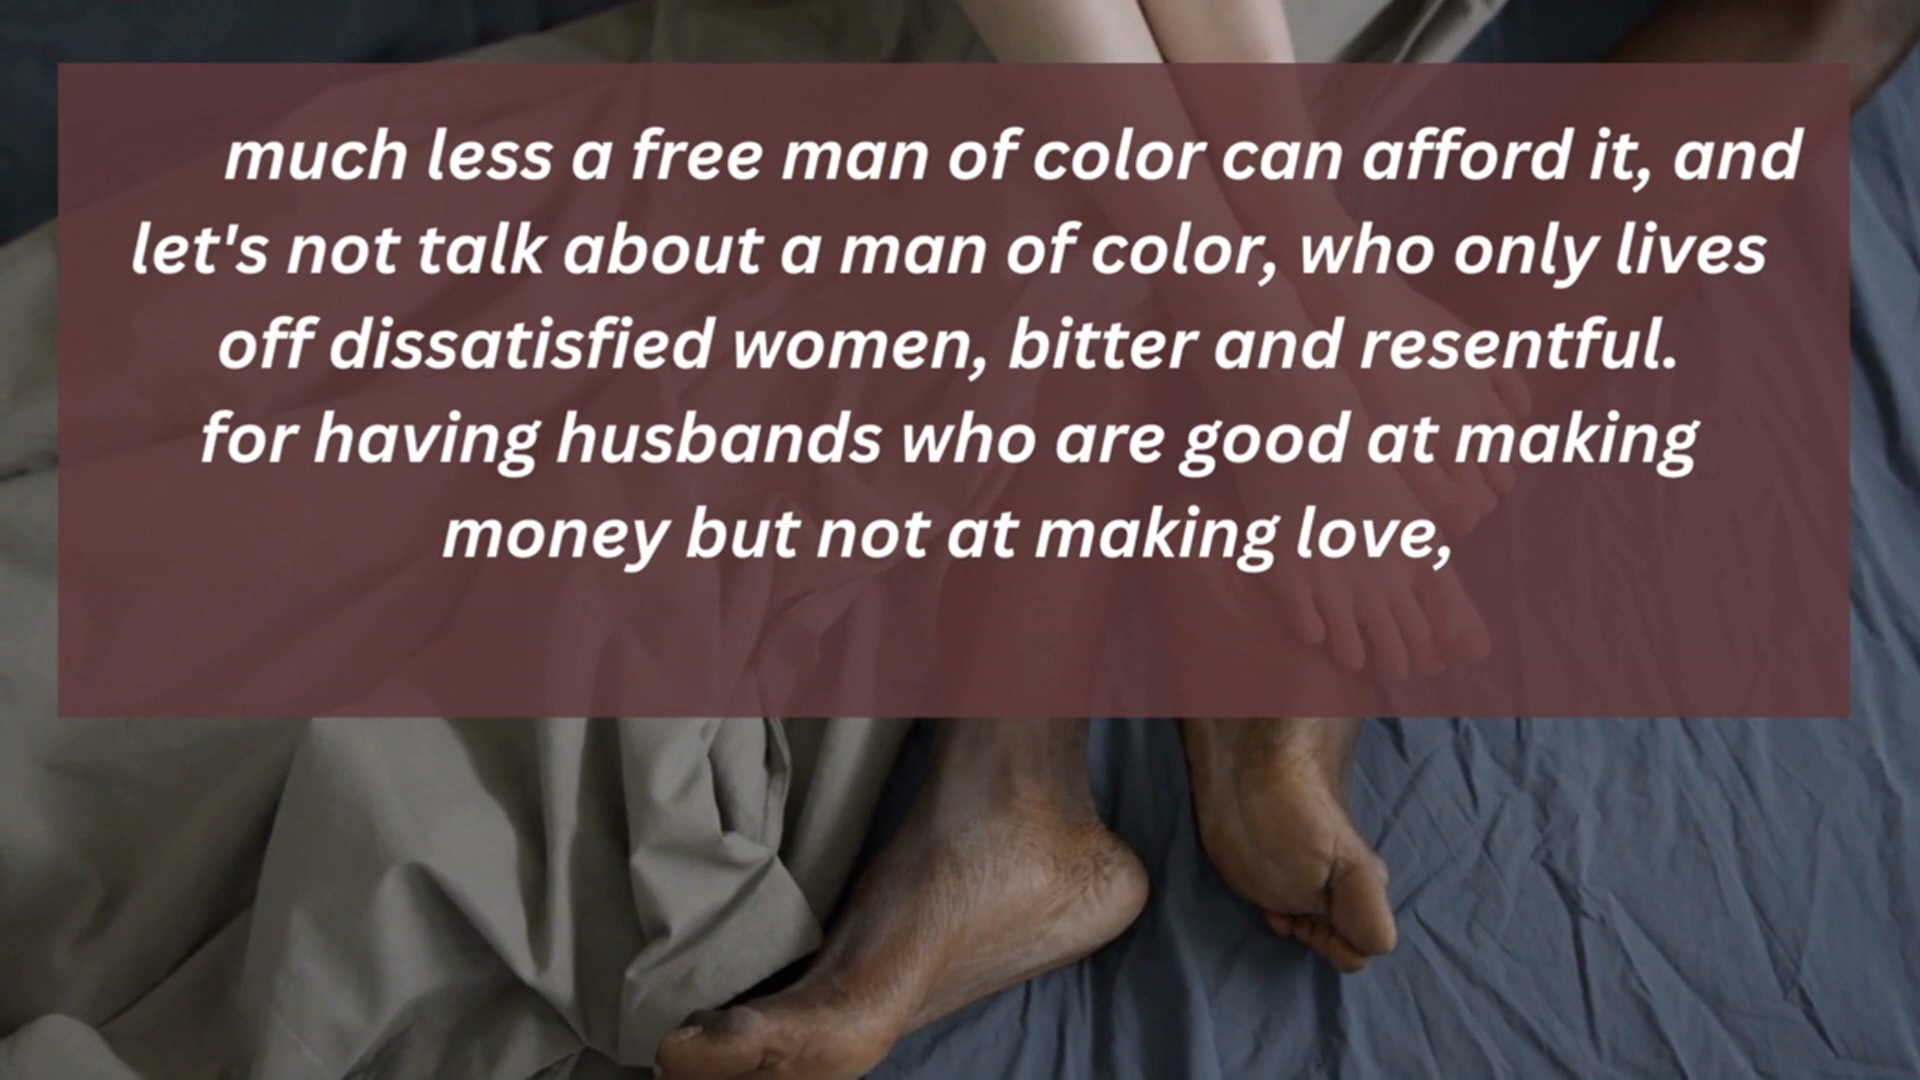 much less a free man of color can afford it, and
let's not talk about a man of color, who only lives
off dissatisfied women, bitter and resentful.
for having husbands who are good at making
money but not at making love,